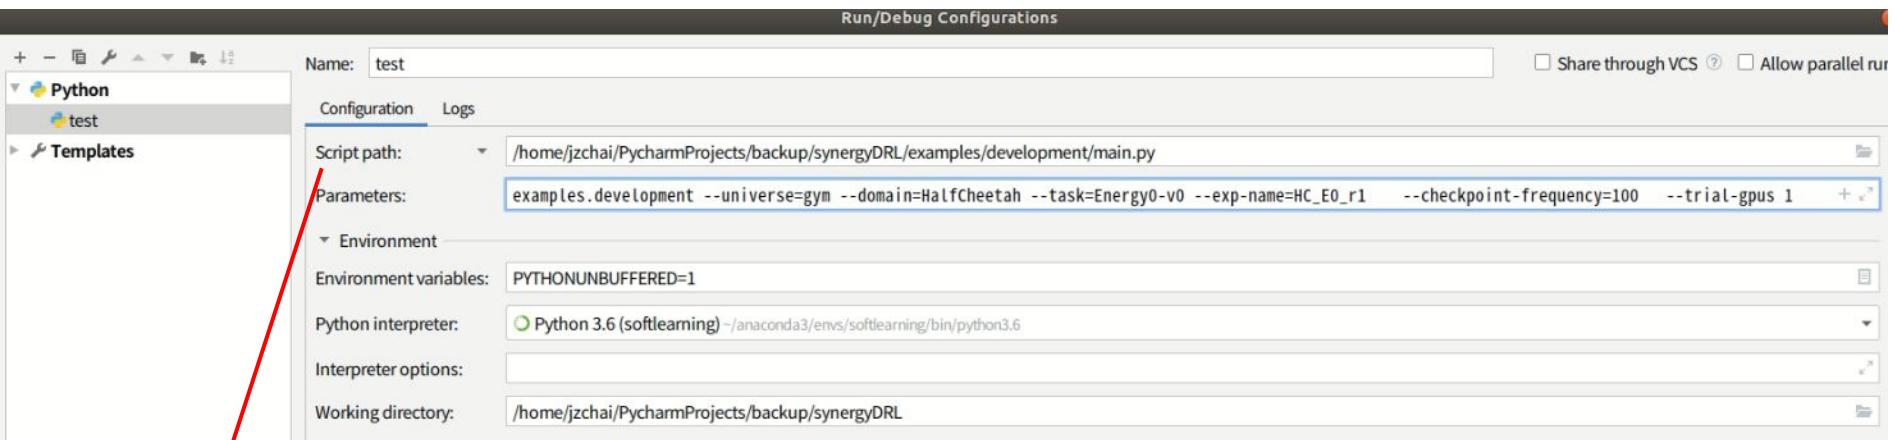 Run/Debug Configurations
Name: test Share through VCS Allow parallel run
Python
test
Templates
Configuration Logs
Script path: /home/jzchai/PycharmProjects/backup/synergyDRL/examples/development/main.py
Parameters: examples.development --universe=gym --domain=HalfCheetah --task=Energy0-v0 --exp-name=HC_E0_r1 --checkpoint-frequency=100 --trial-gpus 1
Environment
Environment variables: PYTHONUNBUFFERED=1
Python interpreter: Python 3.6 (softlearning) ~/anaconda3/envs/softlearning/bin/python3.6
Interpreter options:
Working directory: /home/jzchai/PycharmProjects/backup/synergyDRL